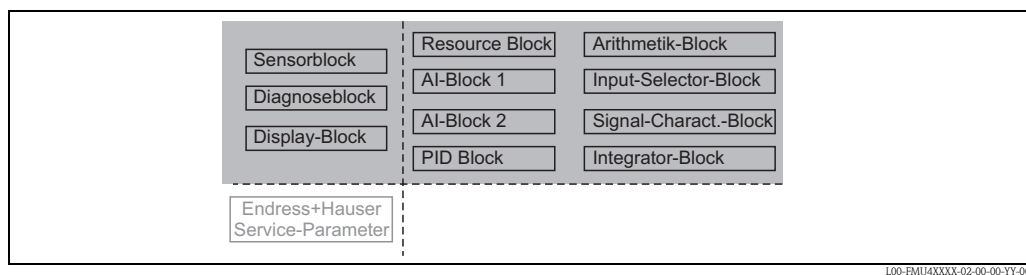 Sensorblock
Diagnoseblock
Display-Block
Resource Block
AI-Block 1
AI-Block 2
PID Block
Arithmetik-Block
Input-Selector-Block
Signal-Charact.-Block
Integrator-Block
Endress+Hauser
Service-Parameter